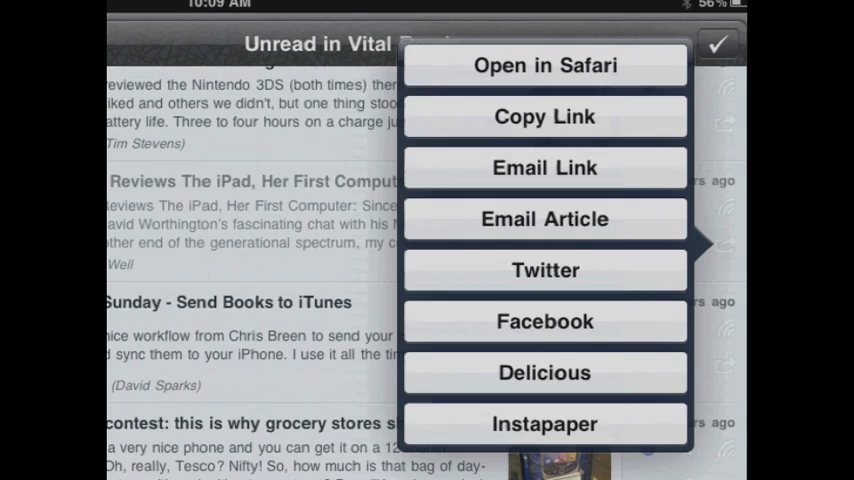 10:09 AM
56%
Unread in Vital
Open in Safari
Copy Link
Email Link
Email Article
Twitter
Facebook
Delicious
Instapaper
reviewed the Nintendo 3DS (both times) the
iked and others we didn't, but one thing stoo
attery life. Three to four hours on a charge ju
Tim Stevens)
Reviews The iPad, Her First Comput
rs ago
Reviews The iPad, Her First Computer: Since
David Worthington's fascinating chat with his
other end of the generational spectrum, my c
Well
Sunday - Send Books to iTunes
rs ago
nice workflow from Chris Breen to send your
d sync them to your iPhone. I use it all the ti
(David Sparks)
contest: this is why grocery stores s
rs ago
a very nice phone and you can get it on a 12
Oh, really, Tesco? Nifty! So, how much is that bag of day-